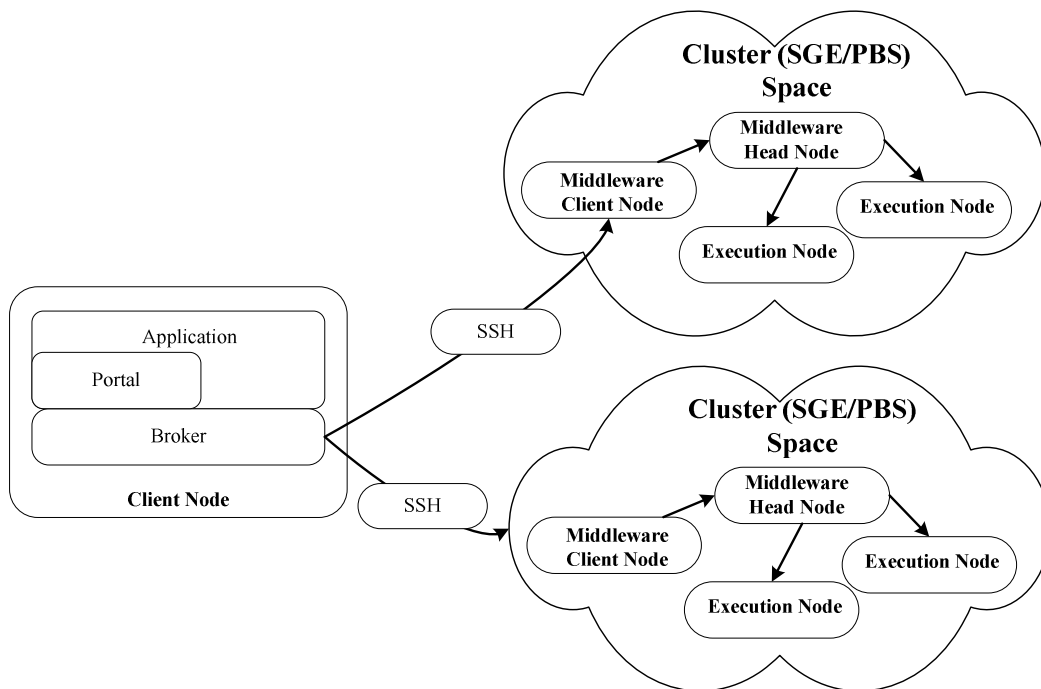 Cluster (SGE/PBS)
Space
Middleware
Head Node
Middleware
Client Node
Execution Node
Execution Node
SSH
Application
Portal
Broker
Client Node
SSH
Cluster (SGE/PBS)
Space
Middleware
Head Node
Middleware
Client Node
Execution Node
Execution Node